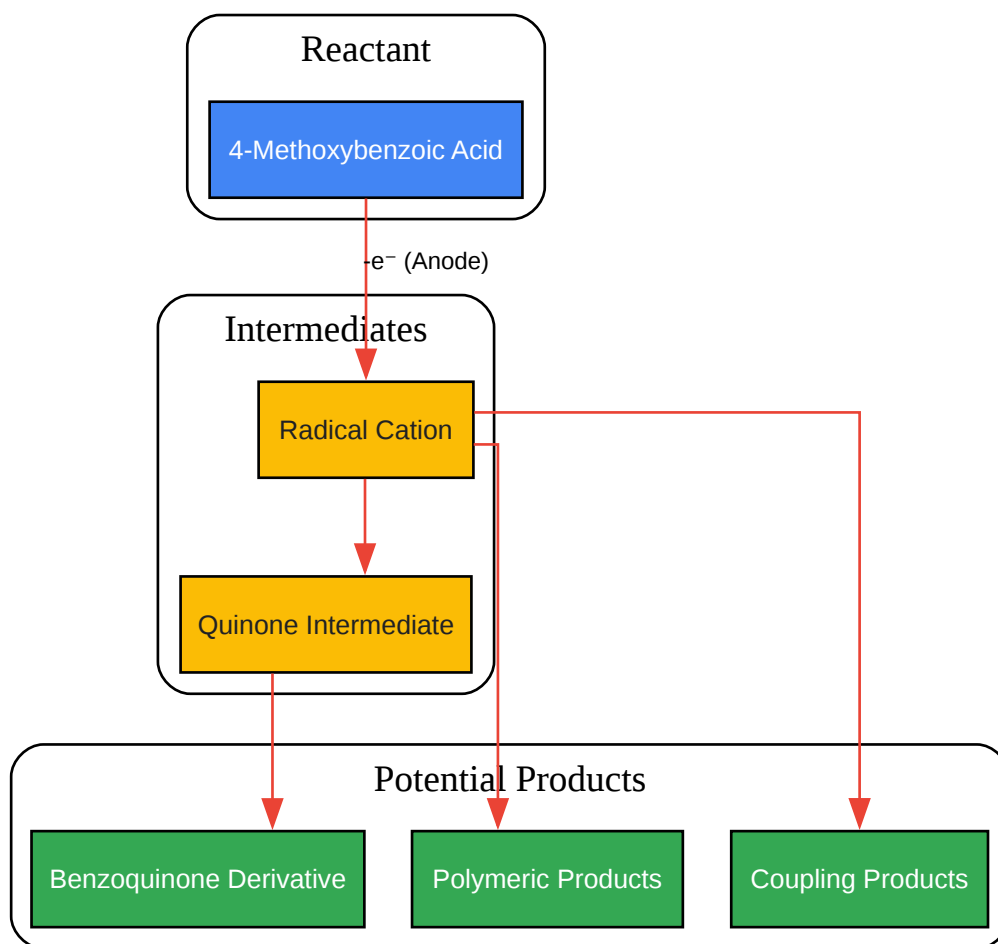 Reactant
4-Methoxybenzoic Acid
-e⁻ (Anode)
Intermediates
Radical Cation
Quinone Intermediate
Potential Products
Benzoquinone Derivative
Polymeric Products
Coupling Products